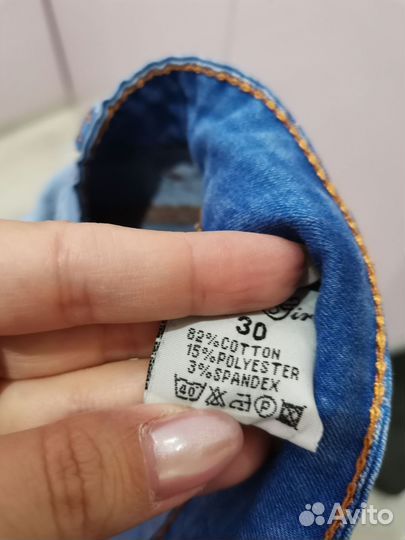 30
82%COTTON
15%POLYESTER
3%SPANDEX
40 P
Avito